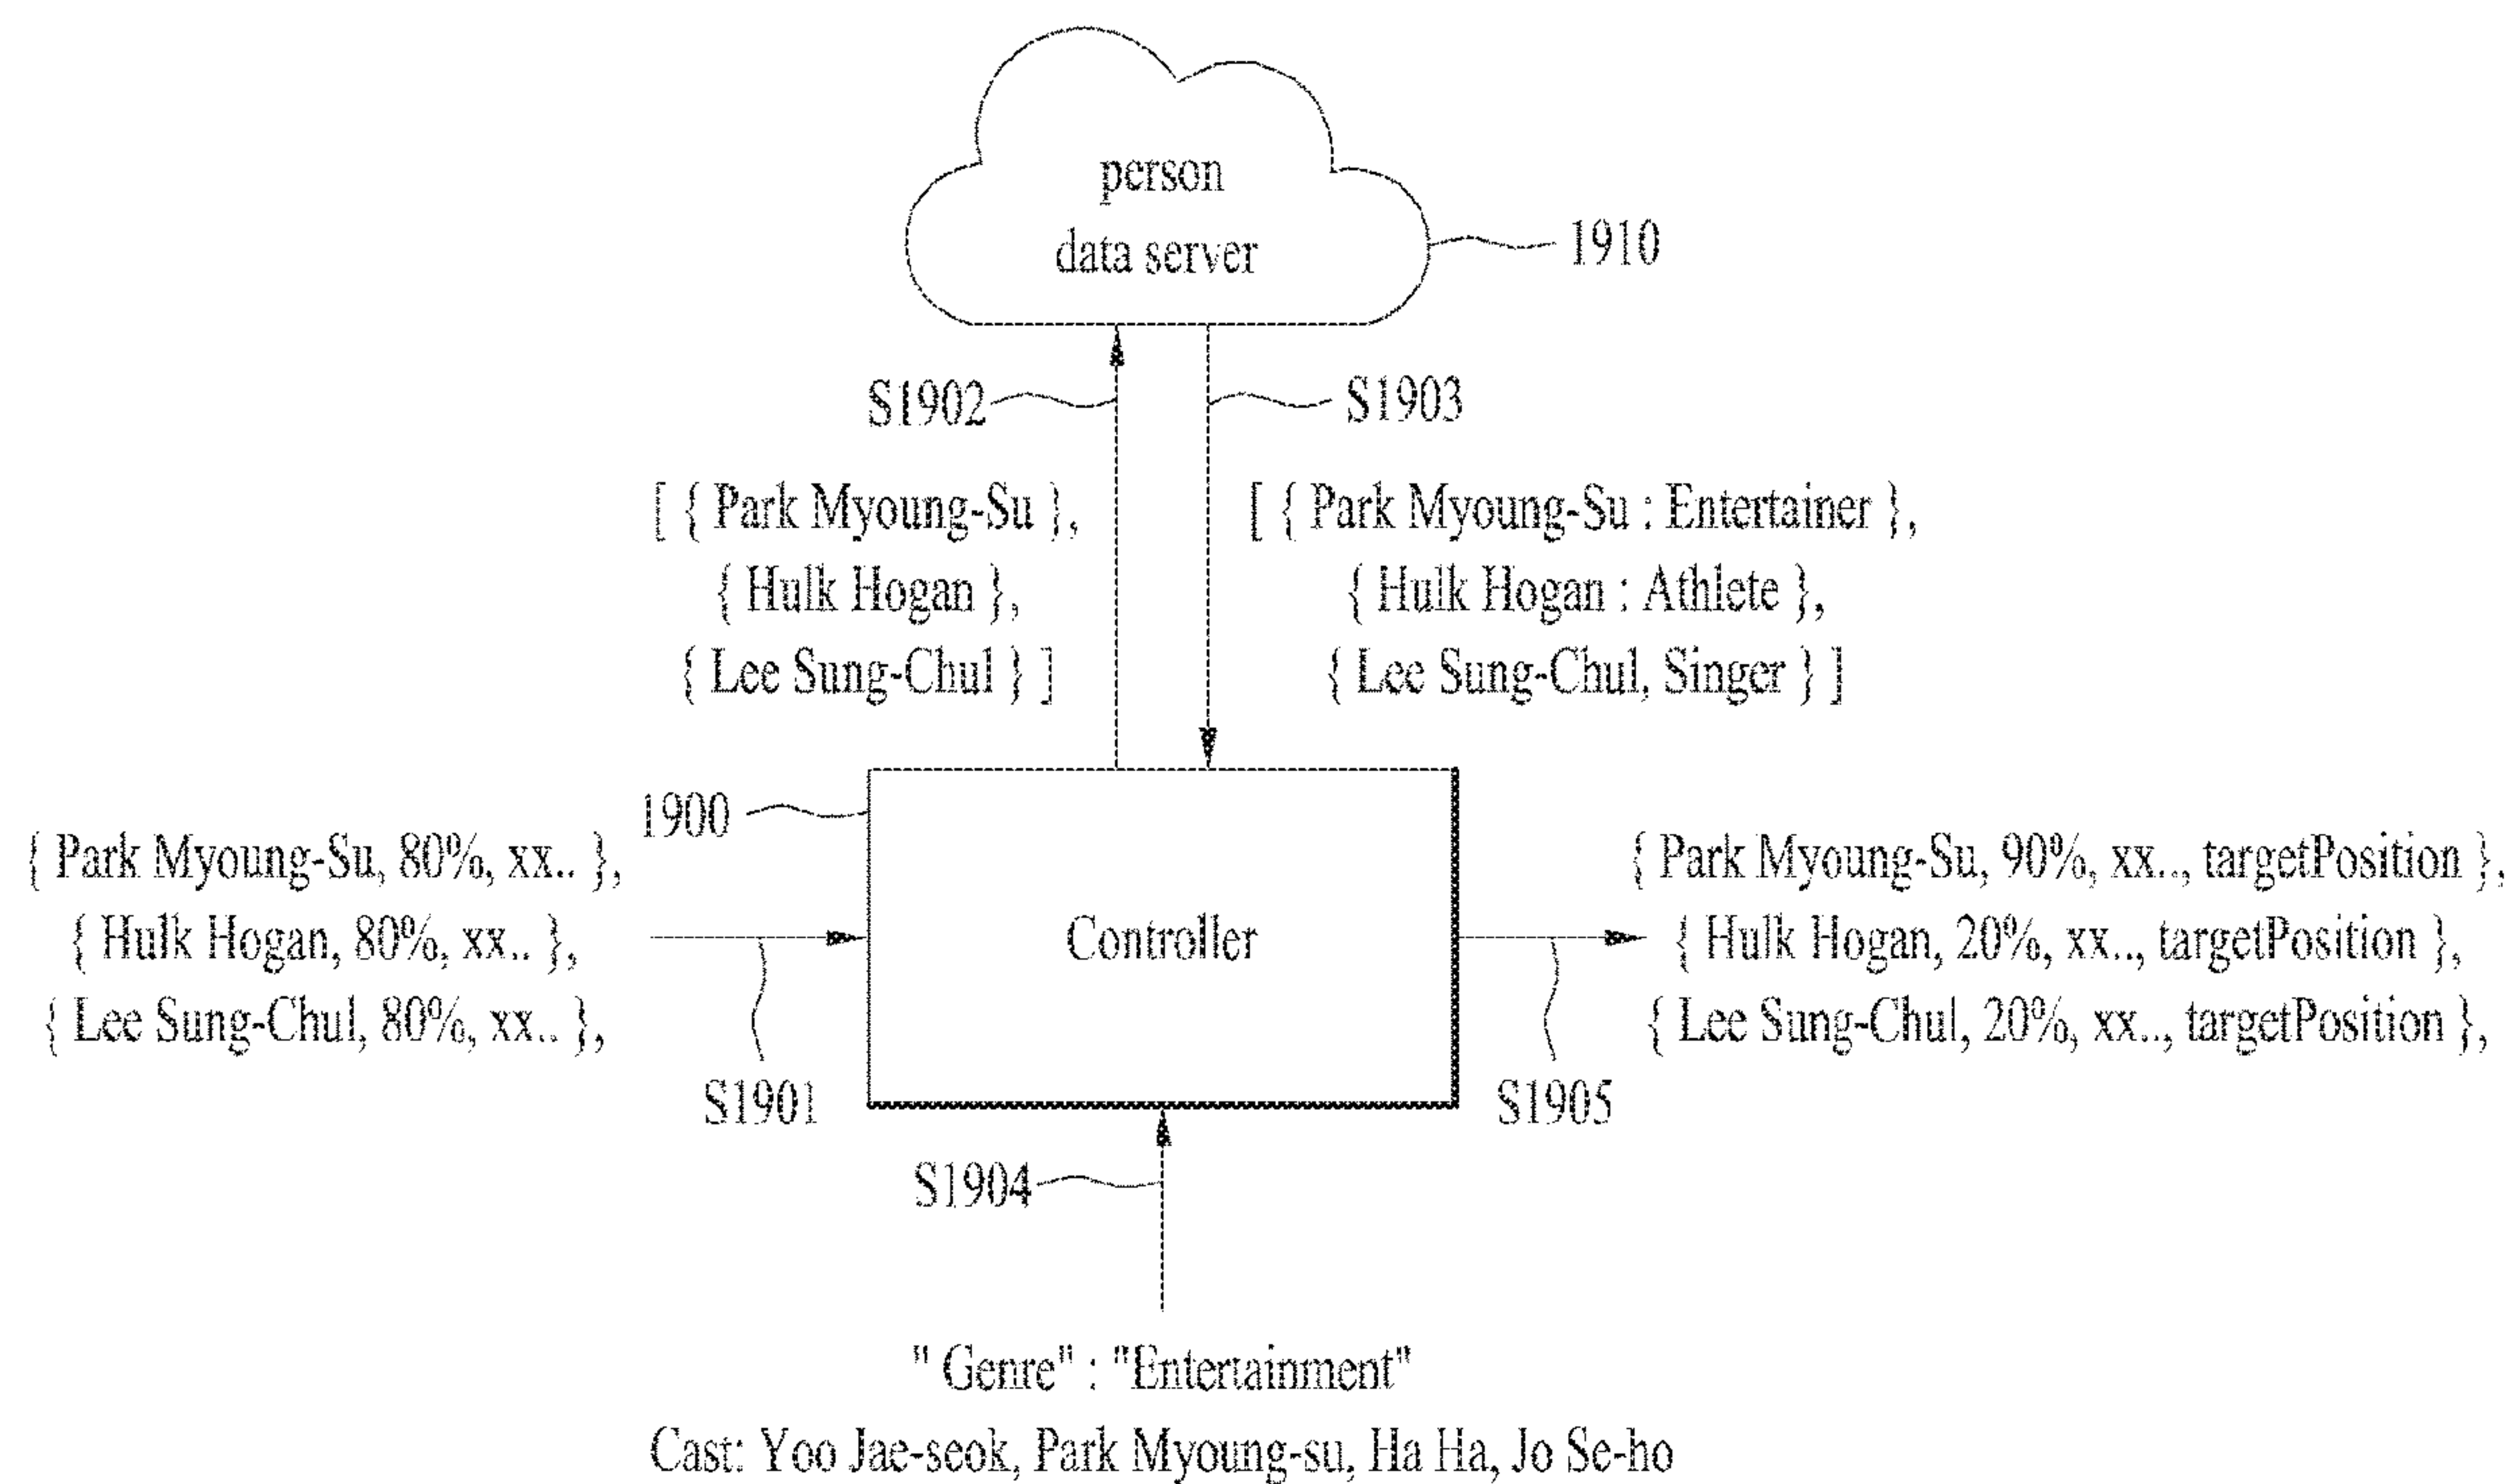 person
data server
1910
S1902
S1903
[ { Park Myoung-Su },
{ Hulk Hogan },
{ Lee Sung-Chul } ]
[ { Park Myoung-Su : Entertainer },
{ Hulk Hogan : Athlete },
{ Lee Sung-Chul, Singer } ]
1900
{ Park Myoung-Su, 80%, xx.. },
{ Hulk Hogan, 80%, xx.. },
{ Lee Sung-Chul, 80%, xx.. },
S1901
Controller
{ Park Myoung-Su, 90%, xx.., targetPosition },
{ Hulk Hogan, 20%, xx.., targetPosition },
{ Lee Sung-Chul, 20%, xx.., targetPosition },
S1905
S1904
" Genre" : "Entertainment"
Cast: Yoo Jae-seok, Park Myoung-su, Ha Ha, Jo Se-ho